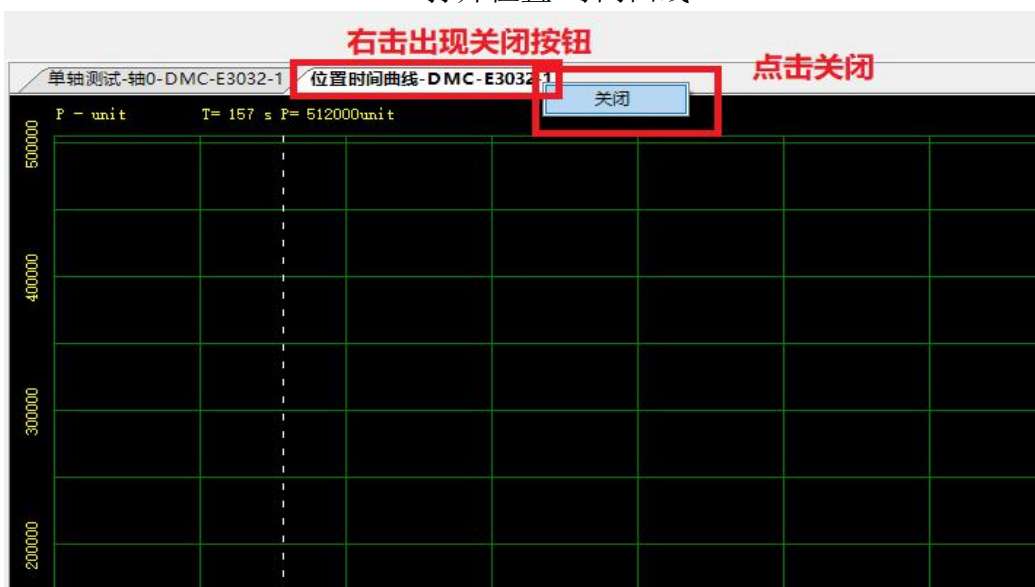 右击出现关闭按钮
点击关闭
单轴测试-轴0-DMC-E3032-1
位置时间曲线-DMC-E3032-1
关闭
P - unit
T= 157 s P= 512000unit
500000
400000
300000
200000